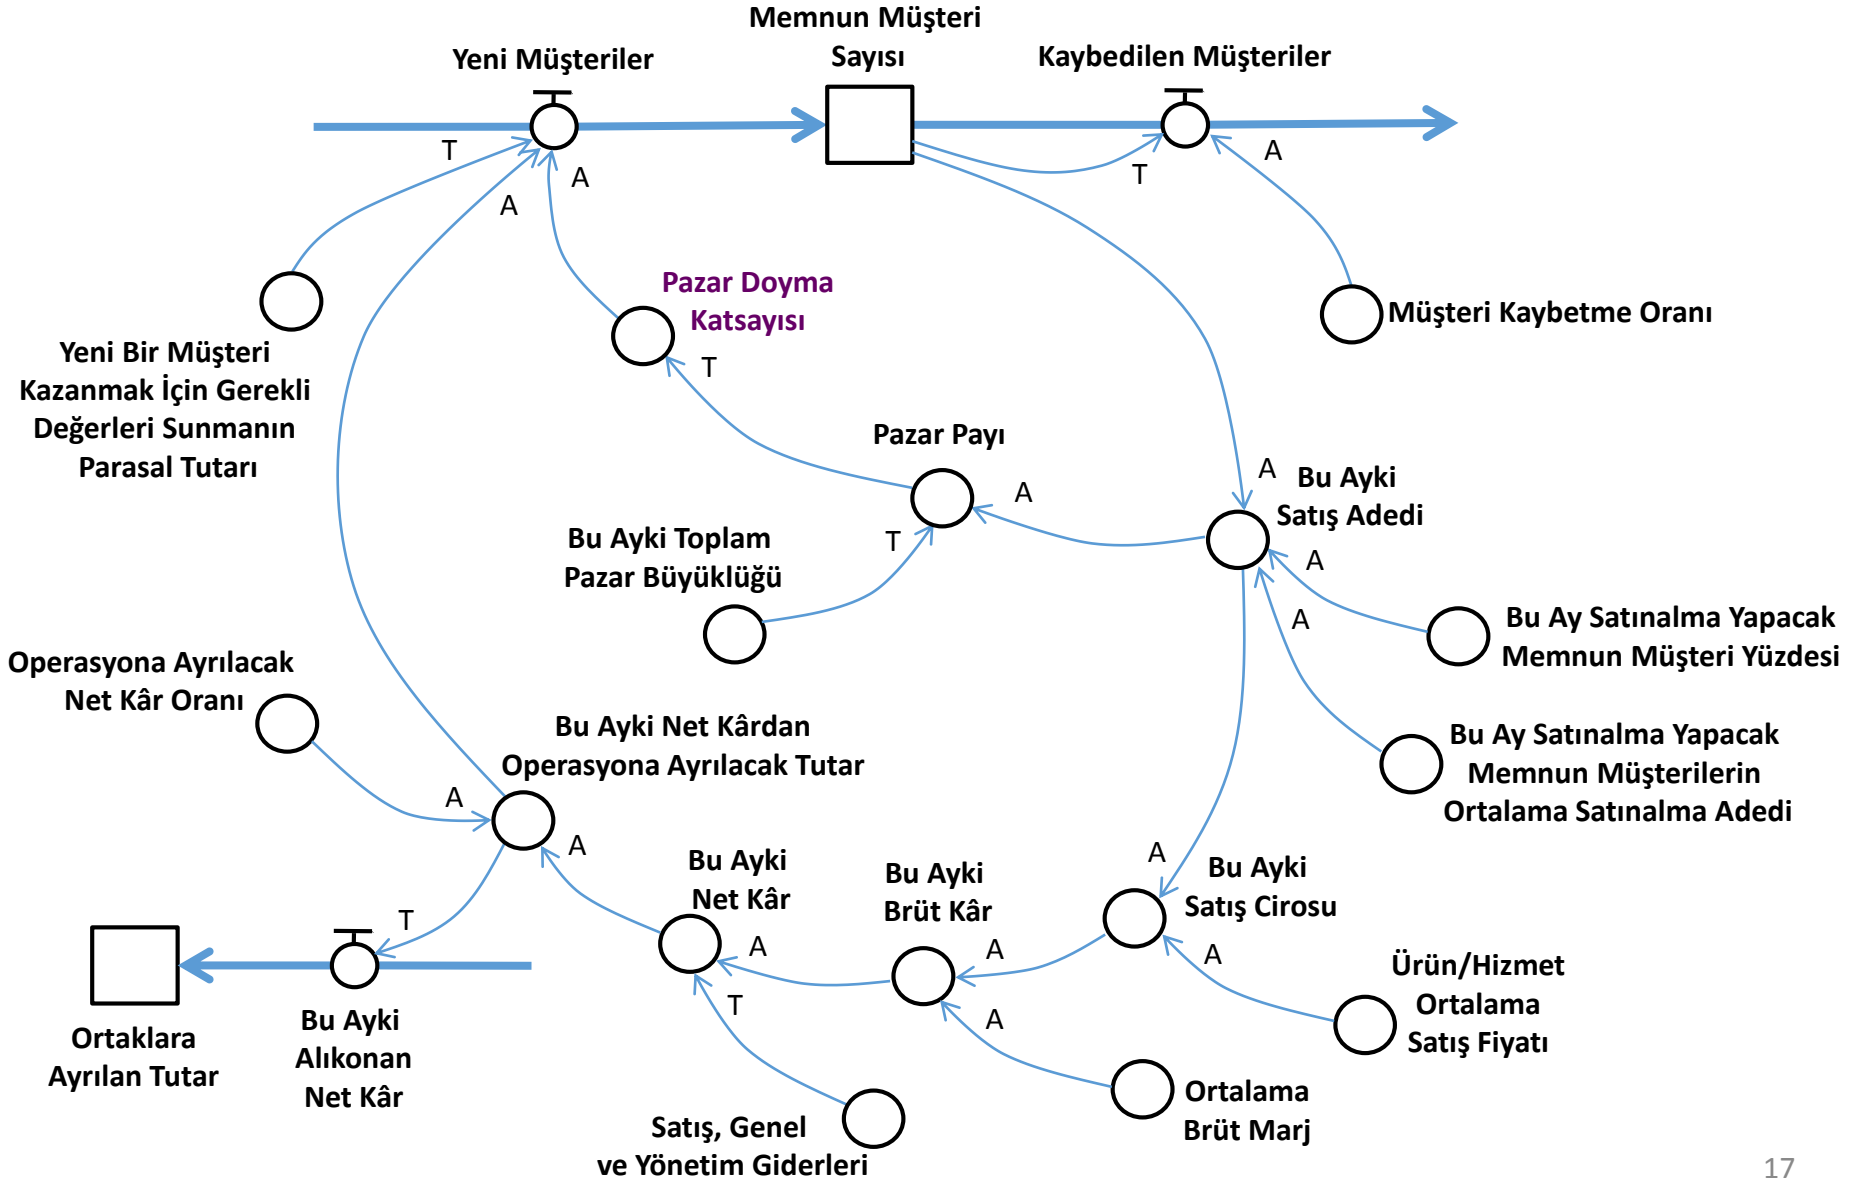 Memnun Müşteri
Sayısı
Yeni Müşteriler
Kaybedilen Müşteriler
T
A
A
T
A
Pazar Doyma
Katsayısı
Müşteri Kaybetme Oranı
Yeni Bir Müşteri
Kazanmak İçin Gerekli
Değerleri Sunmanın
Parasal Tutarı
T
Pazar Payı
A
A
Bu Ayki
Satış Adedi
Bu Ayki Toplam
Pazar Büyüklüğü
T
A
A
Bu Ay Satınalma Yapacak
Memnun Müşteri Yüzdesi
Operasyona Ayrılacak
Net Kâr Oranı
Bu Ayki Net Kârdan
Operasyona Ayrılacak Tutar
Bu Ay Satınalma Yapacak
Memnun Müşterilerin
Ortalama Satınalma Adedi
A
A
Bu Ayki
Net Kâr
Bu Ayki
Brüt Kâr
A
Bu Ayki
Satış Cirosu
T
A
A
A
Ürün/Hizmet
Ortalama
Satış Fiyatı
T
A
Ortaklara
Ayrılan Tutar
Bu Ayki
Alıkonan
Net Kâr
Ortalama
Brüt Marj
Satış, Genel
ve Yönetim Giderleri
17